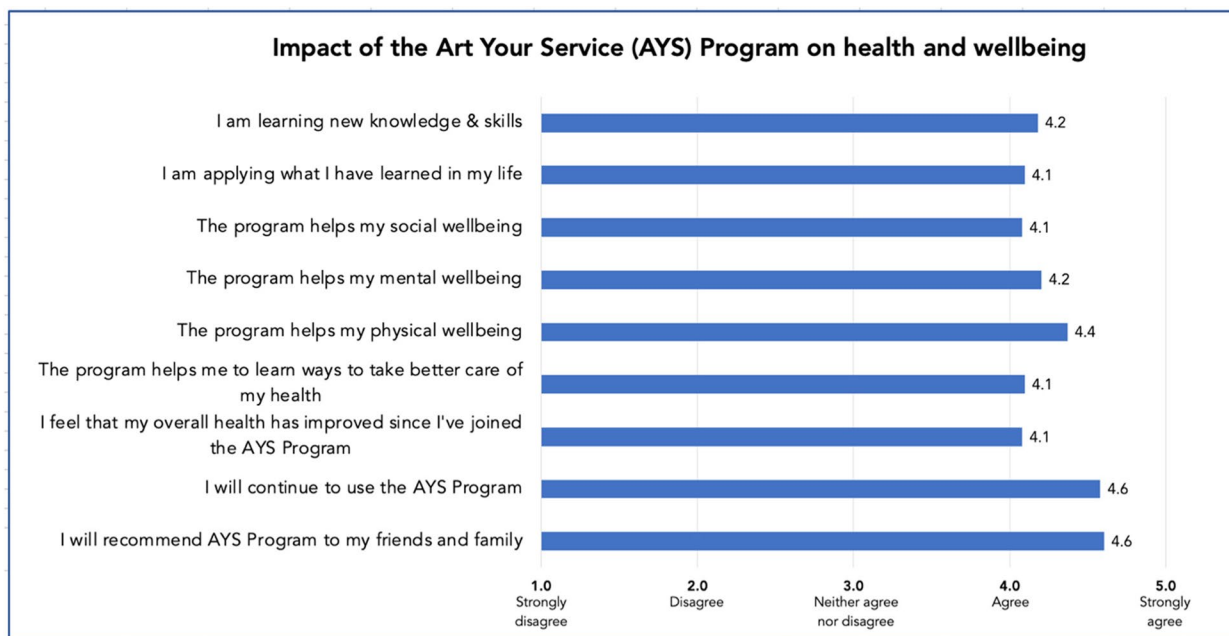 Impact of the Art Your Service (AYS) Program on health and wellbeing
I am learning new knowledge & skills
4.2
I am applying what I have learned in my life
4.1
The program helps my social wellbeing
4.1
The program helps my mental wellbeing
4.2
The program helps my physical wellbeing
4.4
The program helps me to learn ways to take better care of
my health
4.1
I feel that my overall health has improved since I've joined
the AYS Program
4.1
I will continue to use the AYS Program
4.6
I will recommend AYS Program to my friends and family
4.6
1.0 2.0 3.0 4.0 5.0
Strongly Disagree Neither agree Agree Strongly
disagree nor disagree agree